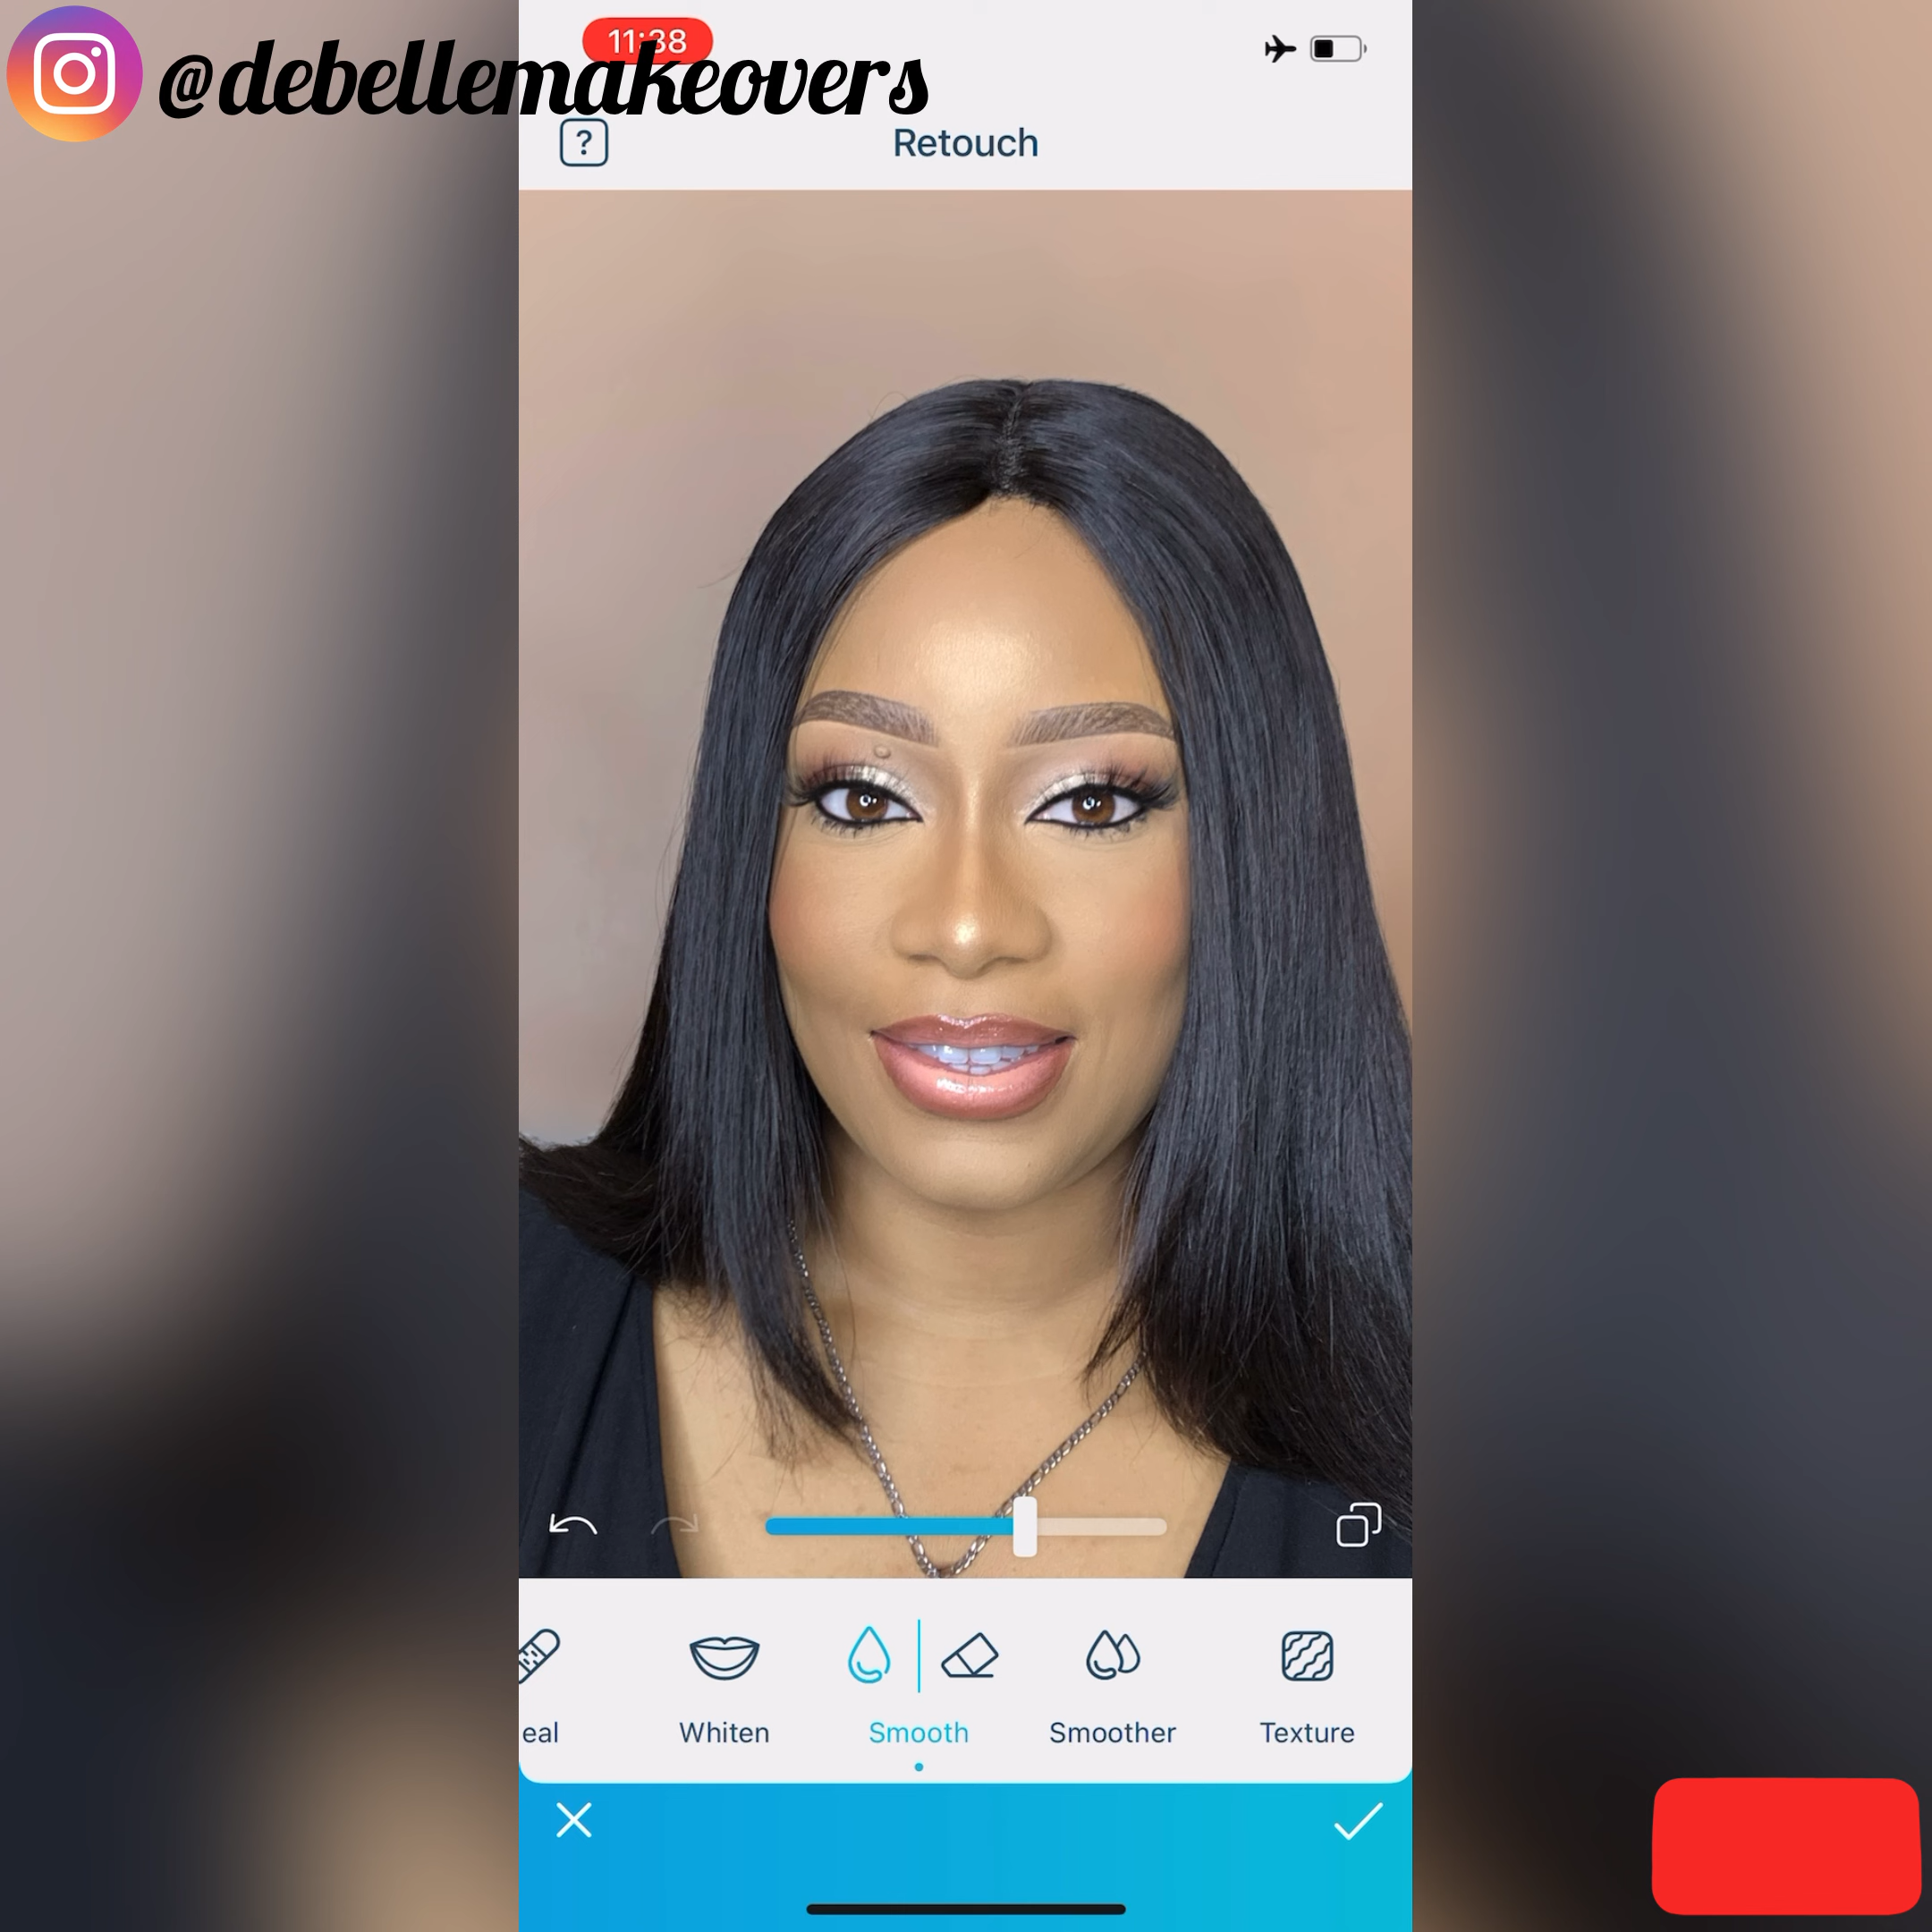 11:38
@debellemakeovers
?
Retouch
eal
Whiten
Smooth
Smoother
Texture